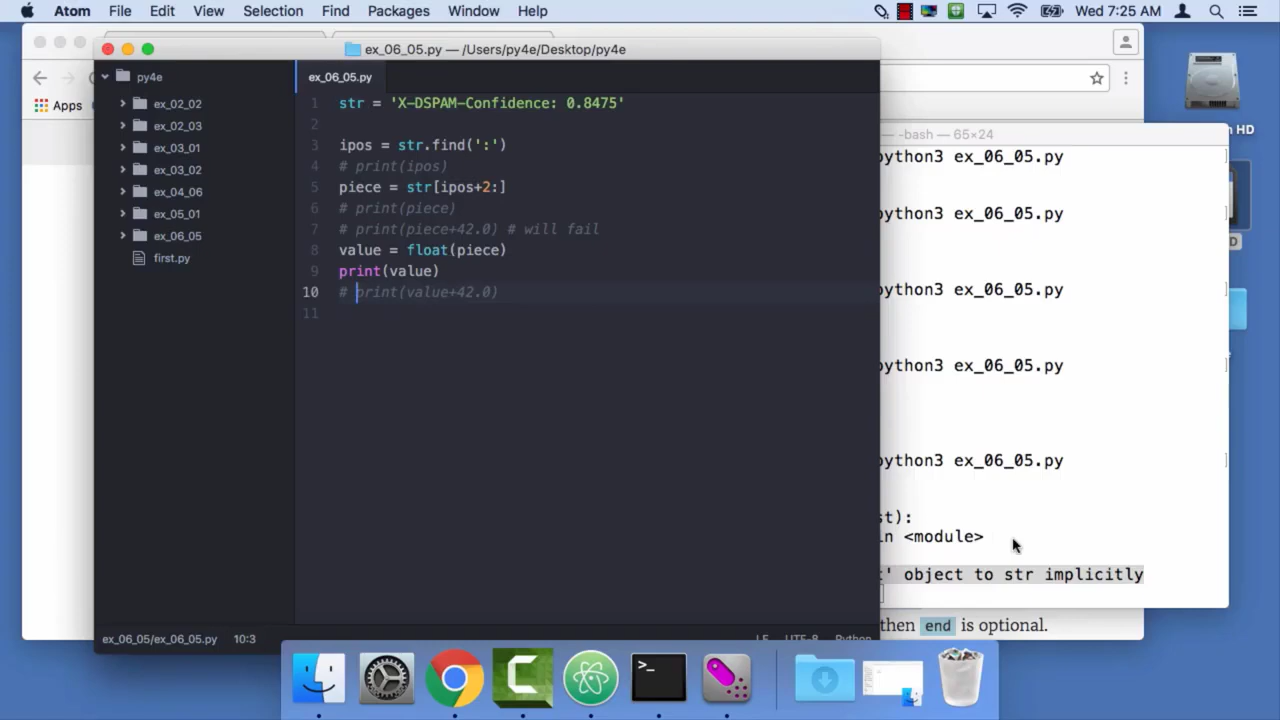 Atom File Edit View Selection Find Packages Window Help Wed 7:25 AM
ex_06_05.py — /Users/py4e/Desktop/py4e
Apps
py4e
ex_02_02
ex_02_03
ex_03_01
ex_03_02
ex_04_06
ex_05_01
ex_06_05
first.py
ex_06_05.py
1 str = 'X-DSPAM-Confidence: 0.8475'
2
3 ipos = str.find(':')
4 # print(ipos)
5 piece = str[ipos+2:]
6 # print(piece)
7 # print(piece+42.0) # will fail
8 value = float(piece)
9 print(value)
10 # print(value+42.0)
11
ex_06_05/ex_06_05.py 10:3 LF UTF-8 Python
— -bash — 65×24
python3 ex_06_05.py ]
python3 ex_06_05.py ]
python3 ex_06_05.py ]
python3 ex_06_05.py ]
python3 ex_06_05.py ]
st):
in <module>
t' object to str implicitly
then end is optional.
HD
D